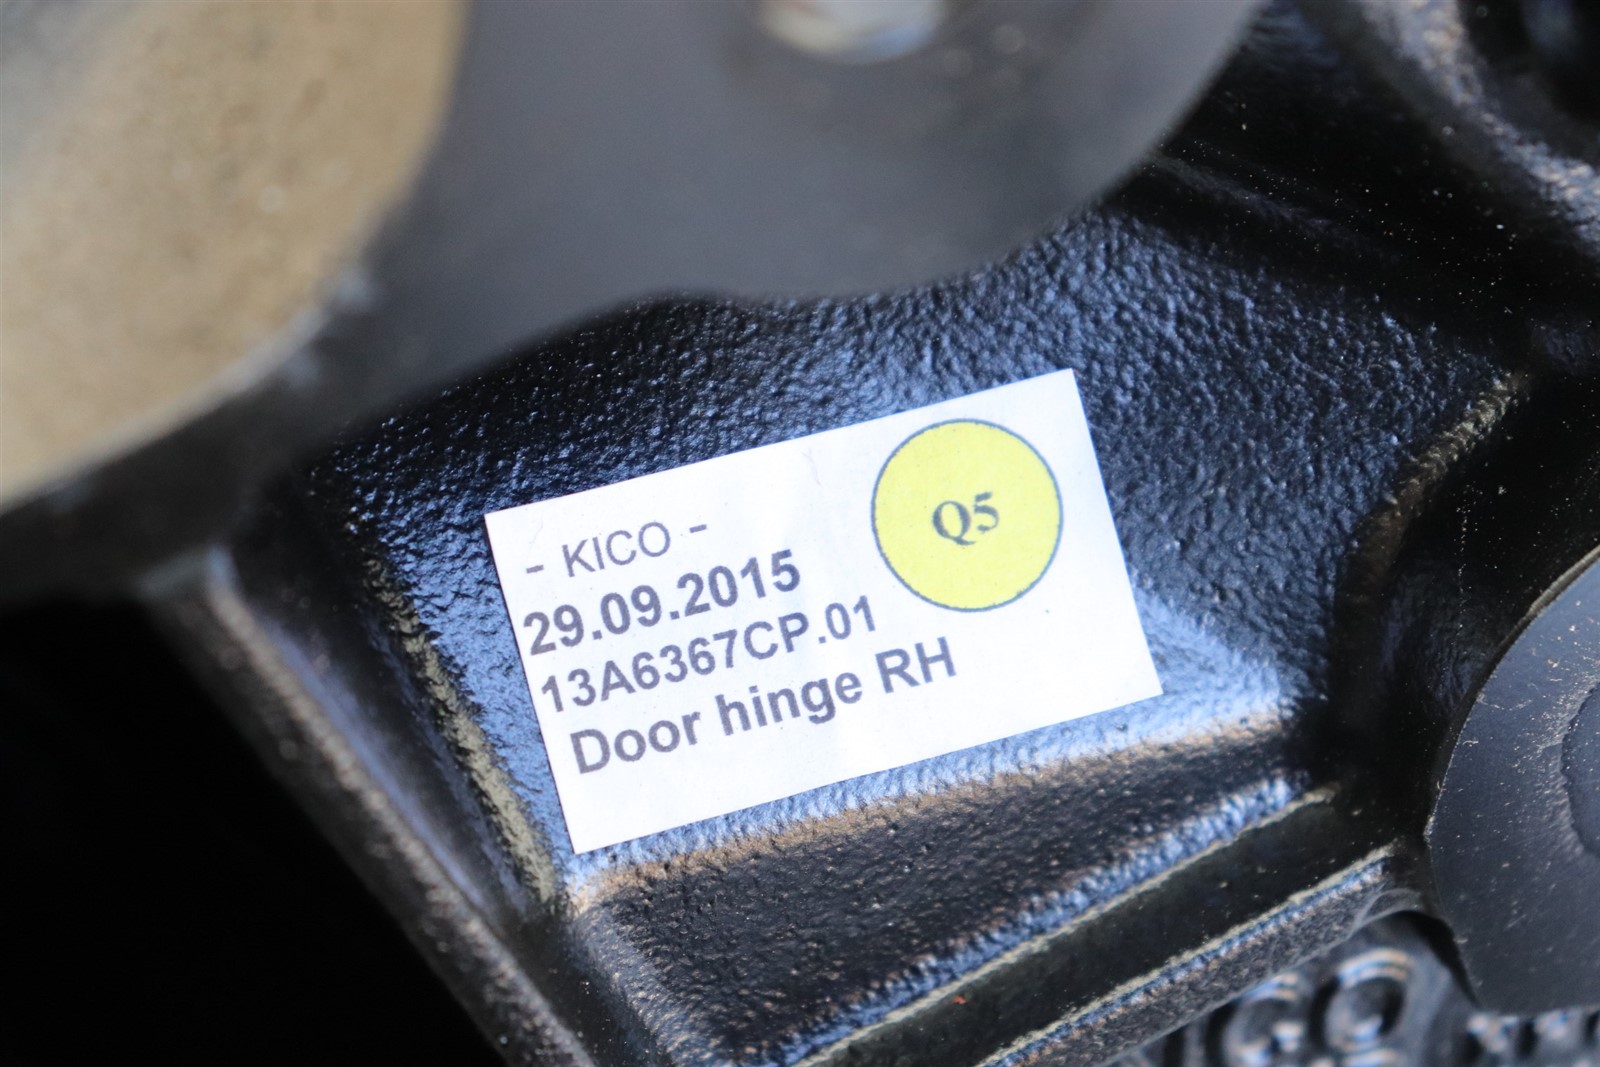 - KICO -
Q5
29.09.2015
13A6367CP.01
Door hinge RH